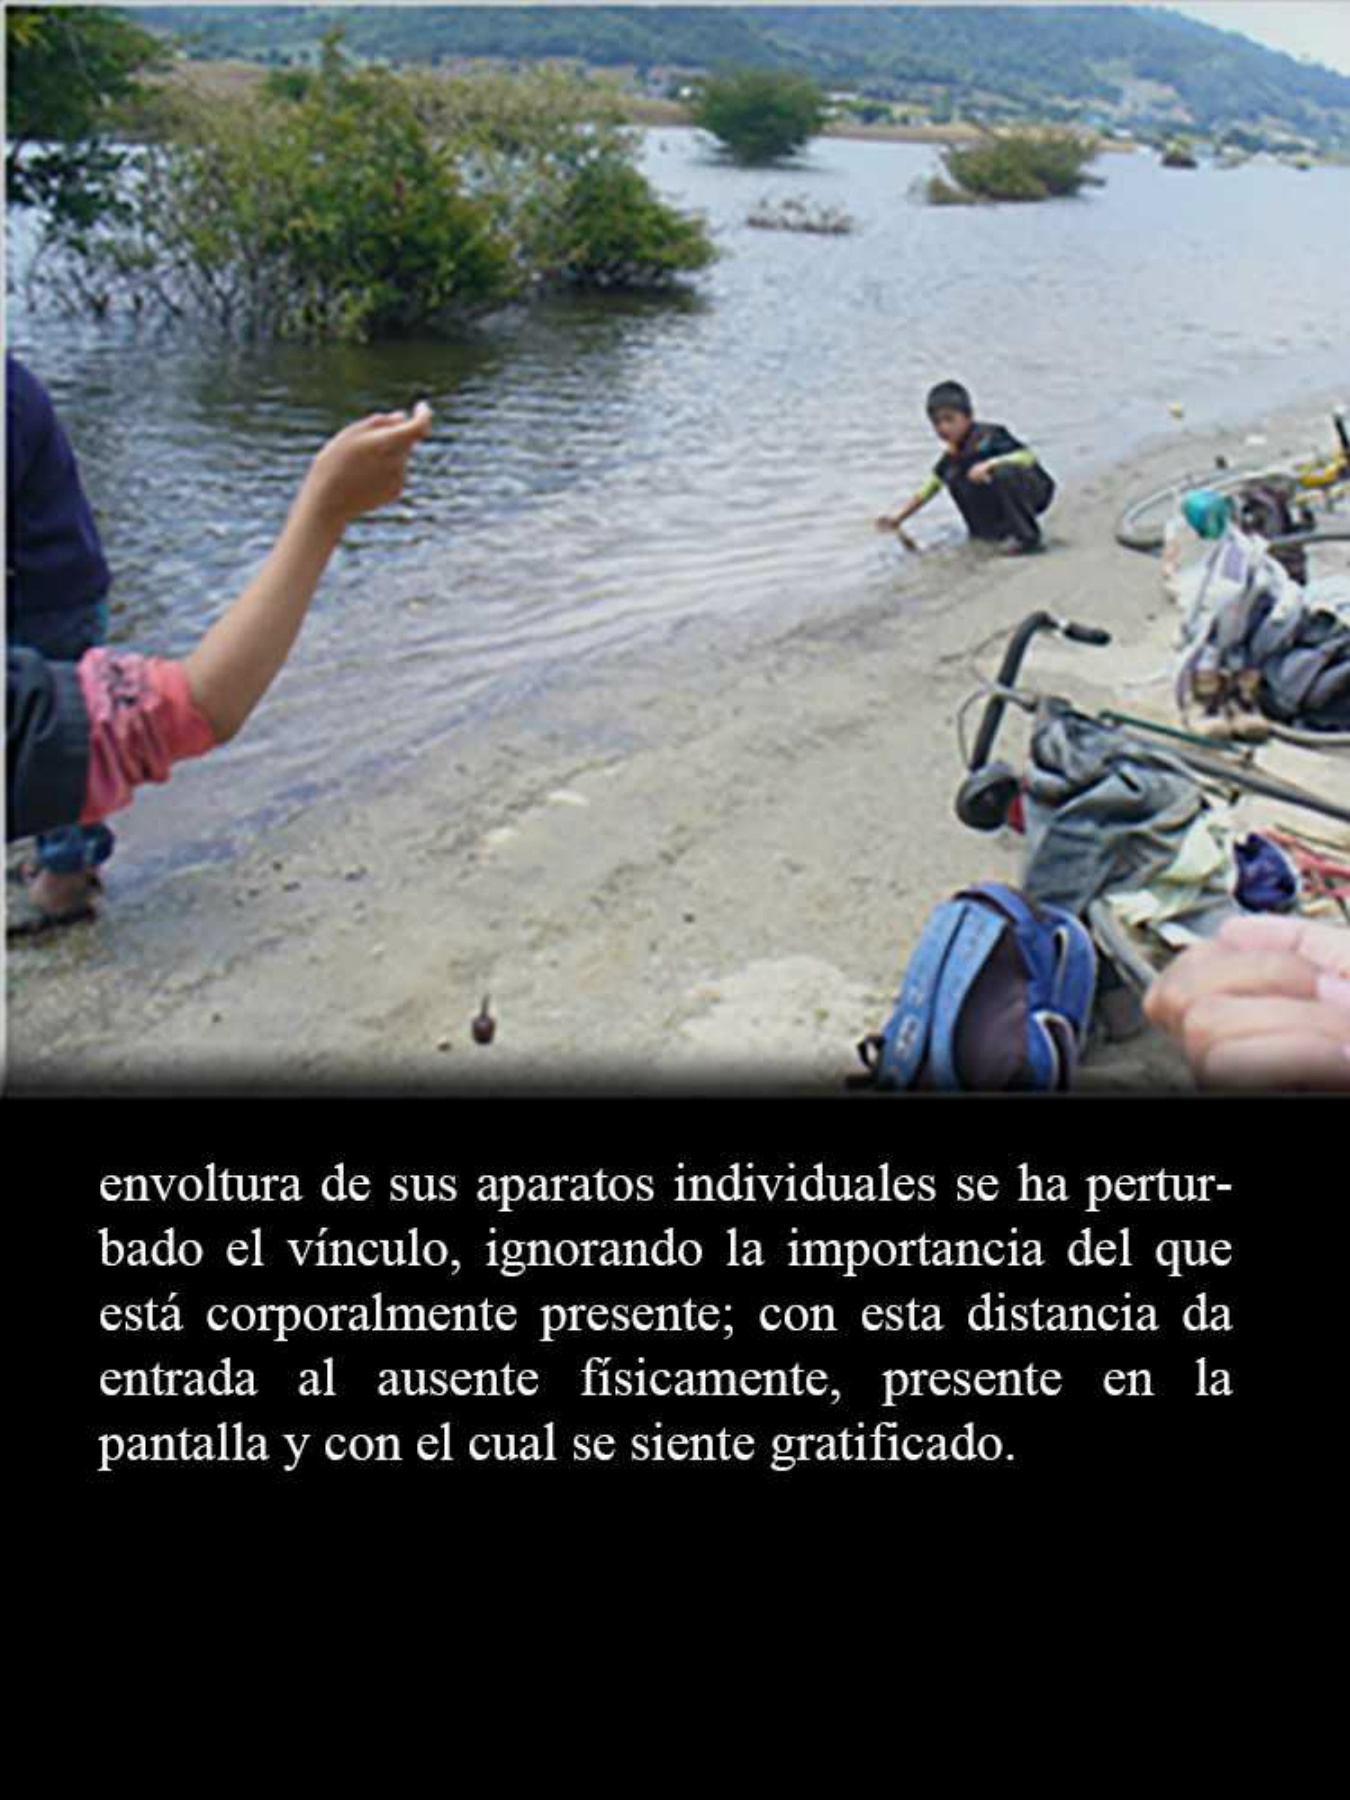 envoltura de sus aparatos individuales se ha pertur-
bado el vínculo, ignorando la importancia del que
está corporalmente presente; con esta distancia da
entrada al ausente físicamente, presente en la
pantalla y con el cual se siente gratificado.